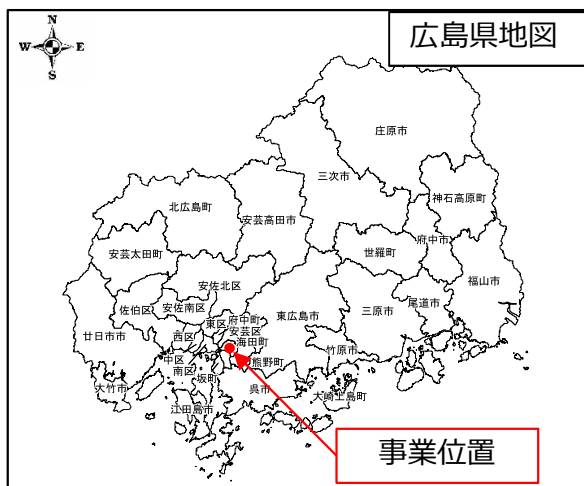 広島県地図
N
W E
S
庄原市
三次市
神石高原町
北広島町
安芸高田市
府中市
世羅町
安芸太田町
福山市
安佐北区
尾道市
三原市
東広島市
佐伯区
安佐南区
府中町
東区
安芸区
廿日市市
西区
海田町
中区
竹原市
熊野町
南区
坂町
大竹市
呉市
大崎上島町
江田島市
事業位置